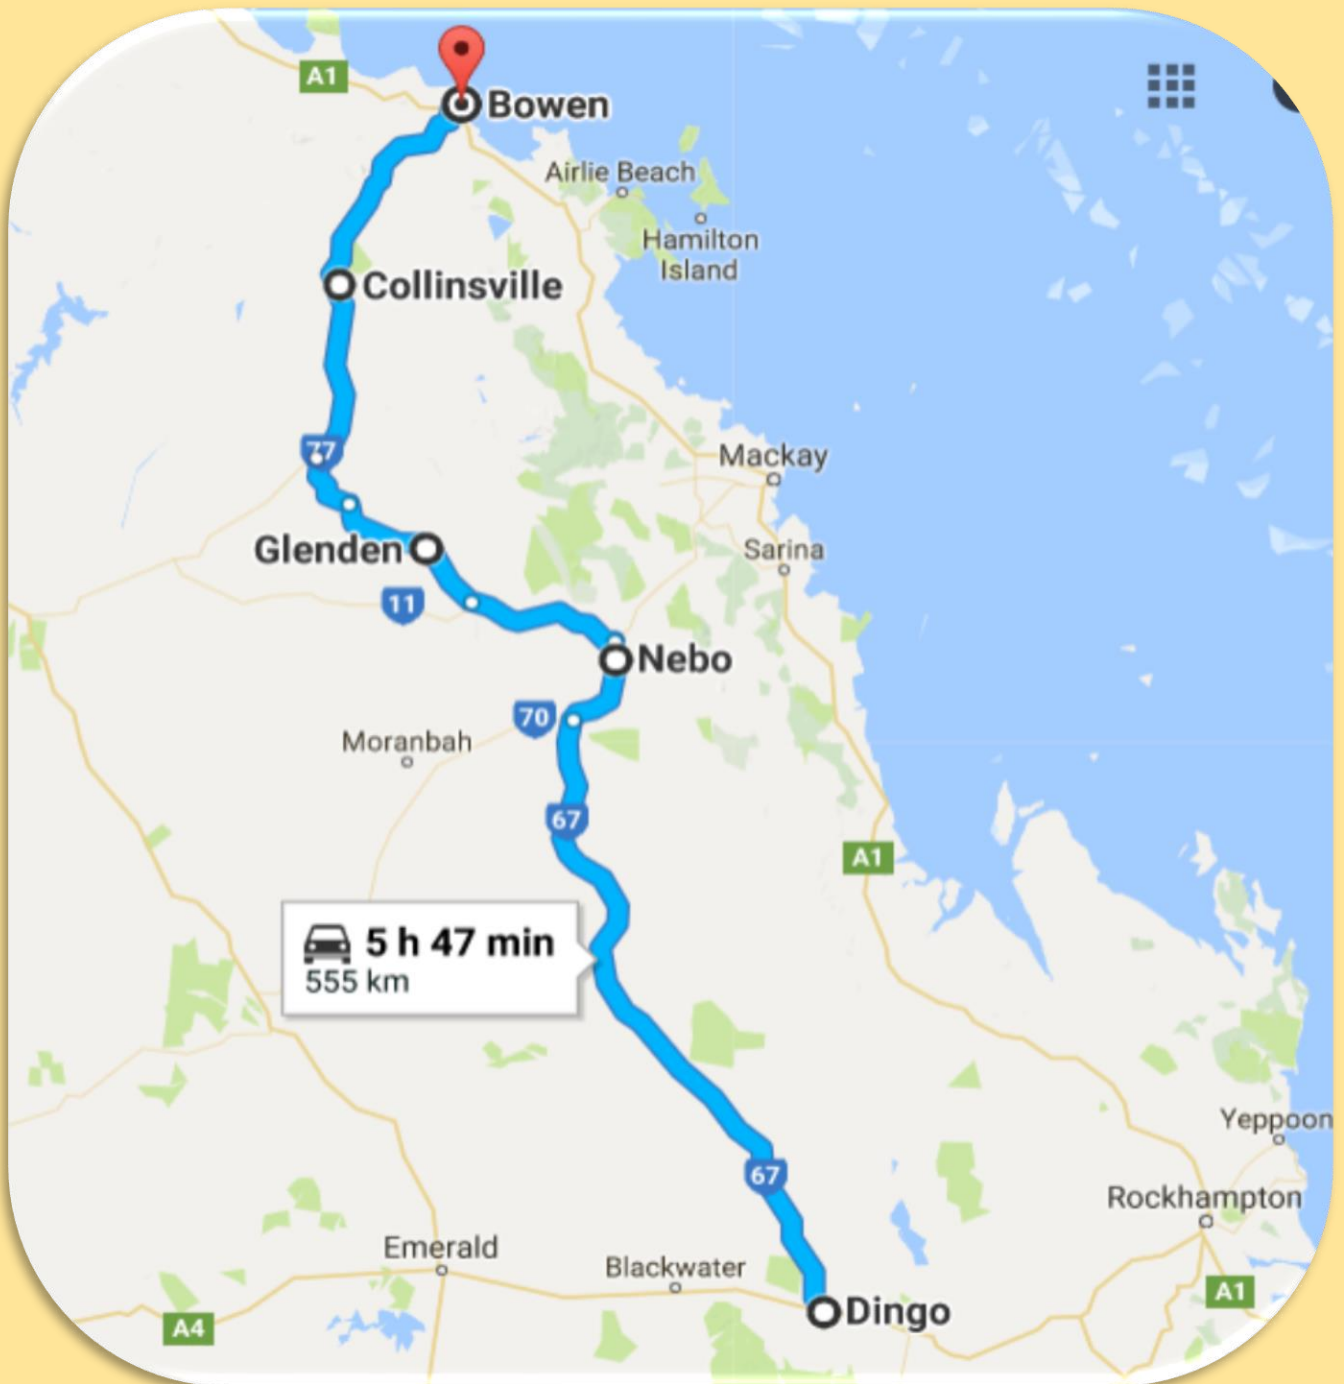 A1
Bowen
Airlie Beach
Hamilton
Island
Collinsville
77
Mackay
Glenden
Sarina
11
Nebo
70
Moranbah
67
A1
5 h 47 min
555 km
Yeppoon
67
Rockhampton
Emerald
Blackwater
A1
Dingo
A4